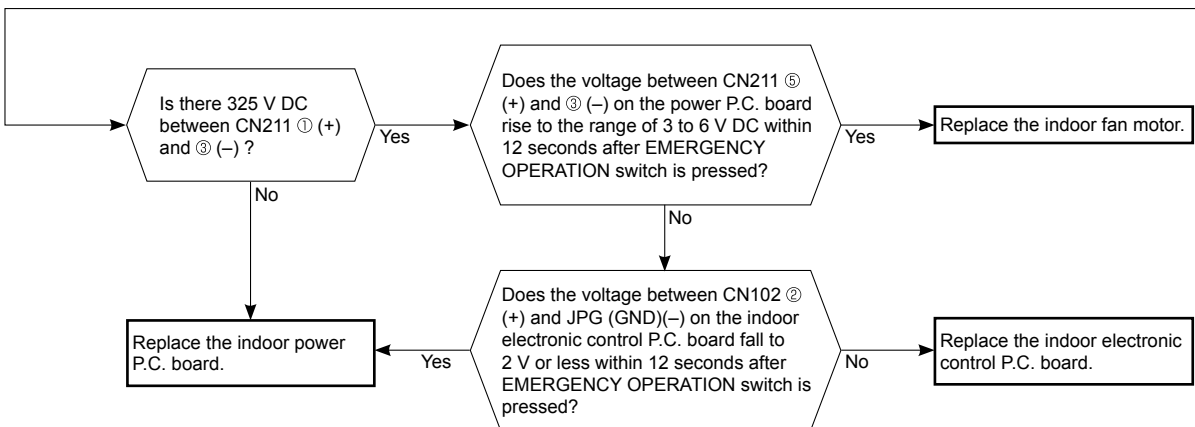 Is there 325 V DC
between CN211 ① (+)
and ③ (–) ?
Yes
No
Does the voltage between CN211 ⑤
(+) and ③ (–) on the power P.C. board
rise to the range of 3 to 6 V DC within
12 seconds after EMERGENCY
OPERATION switch is pressed?
Yes
No
Replace the indoor fan motor.
Replace the indoor power
P.C. board.
Yes
Does the voltage between CN102 ②
(+) and JPG (GND)(–) on the indoor
electronic control P.C. board fall to
2 V or less within 12 seconds after
EMERGENCY OPERATION switch is
pressed?
No
Replace the indoor electronic
control P.C. board.